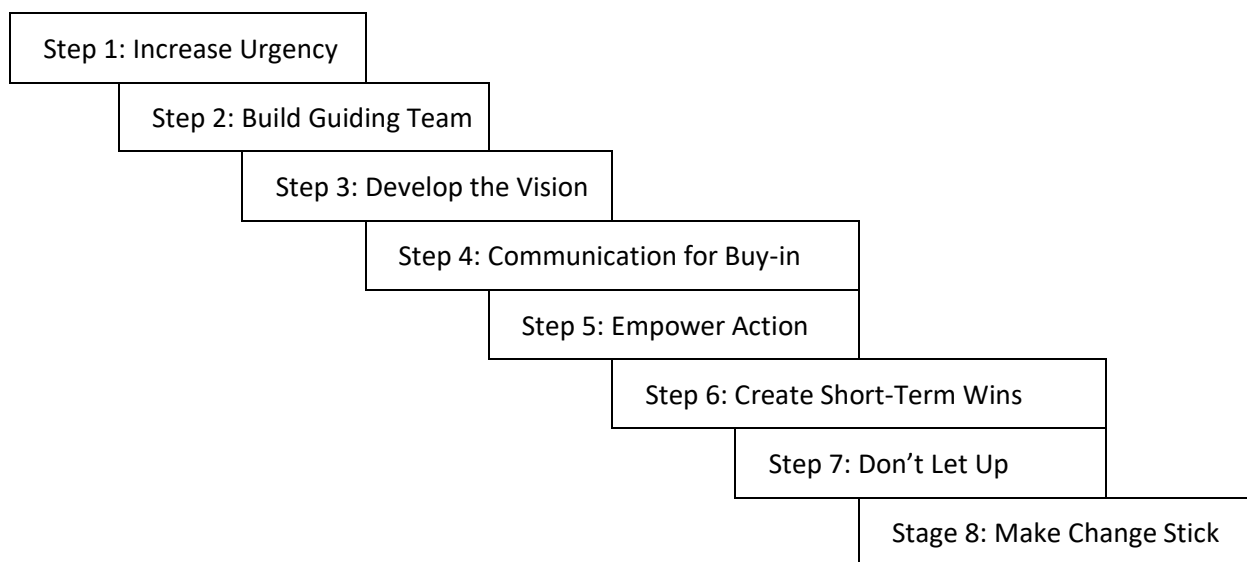 Step 1: Increase Urgency
Step 2: Build Guiding Team
Step 3: Develop the Vision
Step 4: Communication for Buy-in
Step 5: Empower Action
Step 6: Create Short-Term Wins
Step 7: Don’t Let Up
Stage 8: Make Change Stick